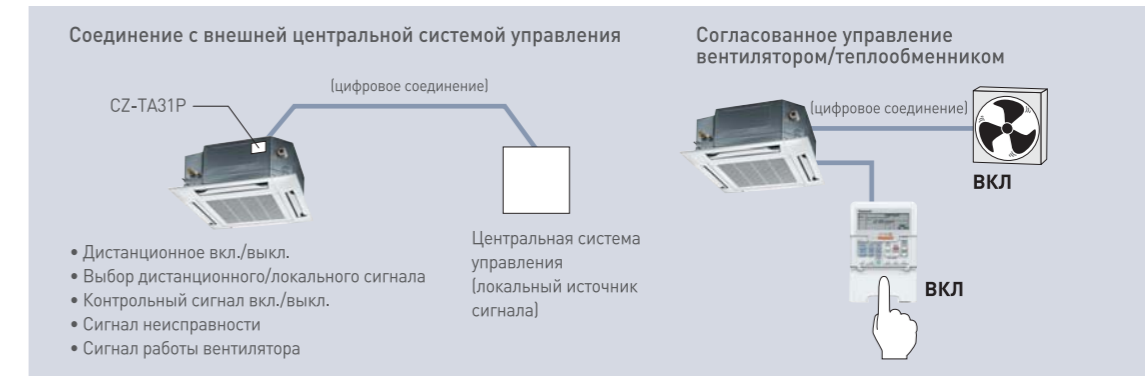 Соединение с внешней центральной системой управления
(цифровое соединение)
CZ-TA31P
• Дистанционное вкл./выкл.
• Выбор дистанционного/локального сигнала
• Контрольный сигнал вкл./выкл.
• Сигнал неисправности
• Сигнал работы вентилятора
Центральная система
управления
(локальный источник
сигнала)
Согласованное управление
вентилятором/теплообменником
(цифровое соединение)
ВКЛ
ВКЛ